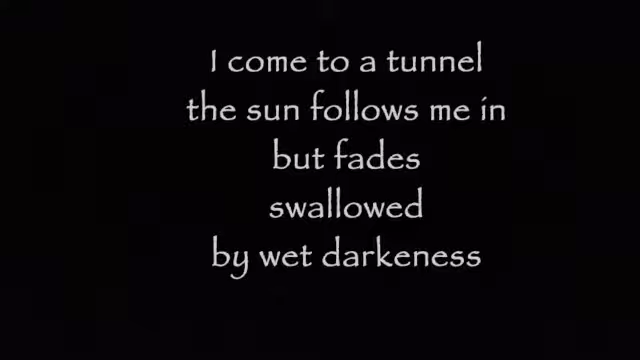 I come to a tunnel
the sun follows me in
but fades
swallowed
by wet darkeness